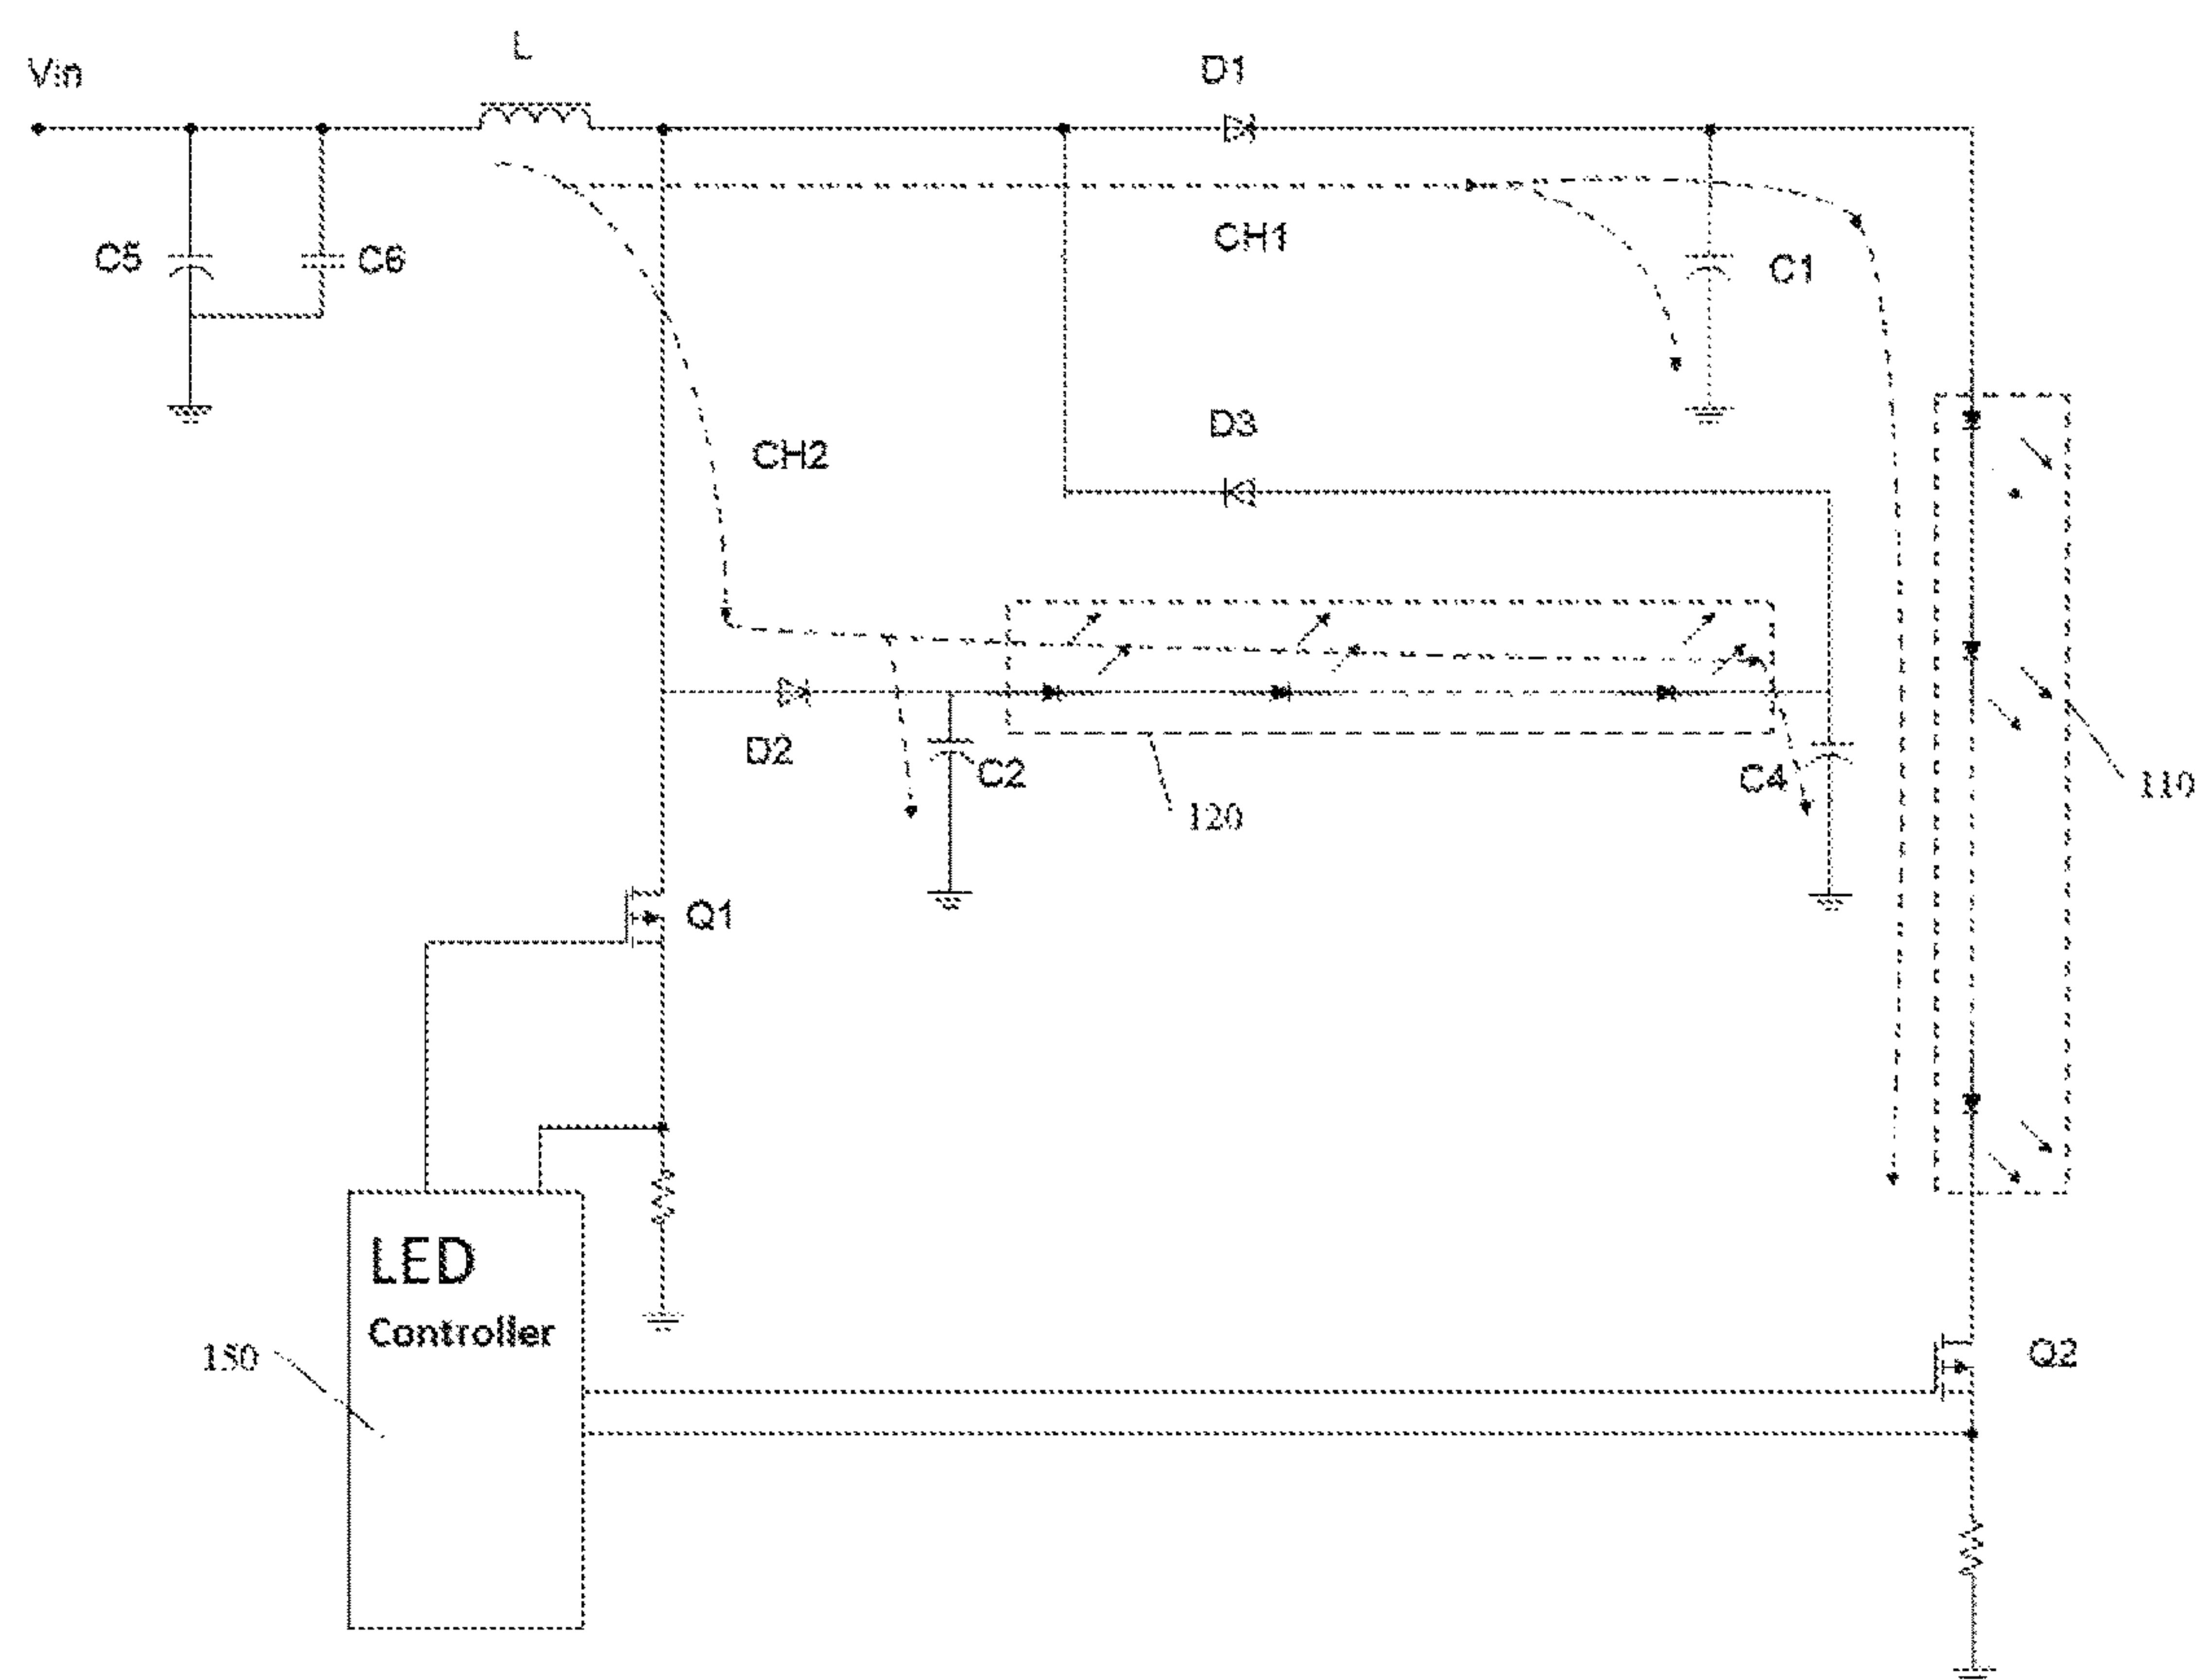 L
D1
Vin
CH1
C5
C6
C1
D3
CH2
D2
C2
C4
110
120
Q1
LED
Controller
150
Q2